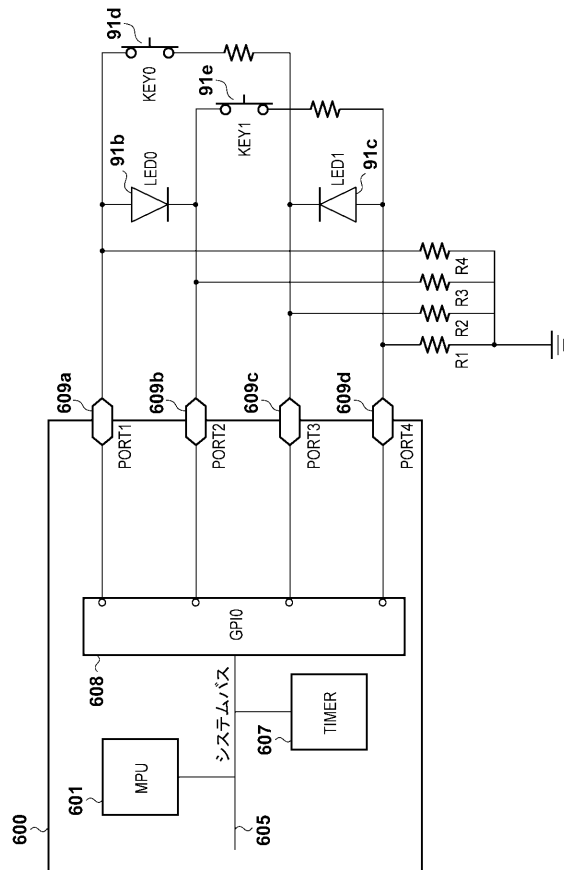 600
601
MPU
605
システムバス
607
TIMER
608
GPIO
609a
PORT1
609b
PORT2
609c
PORT3
609d
PORT4
91b
LED0
91d
KEY0
91e
KEY1
LED1
91c
R1
R2
R3
R4